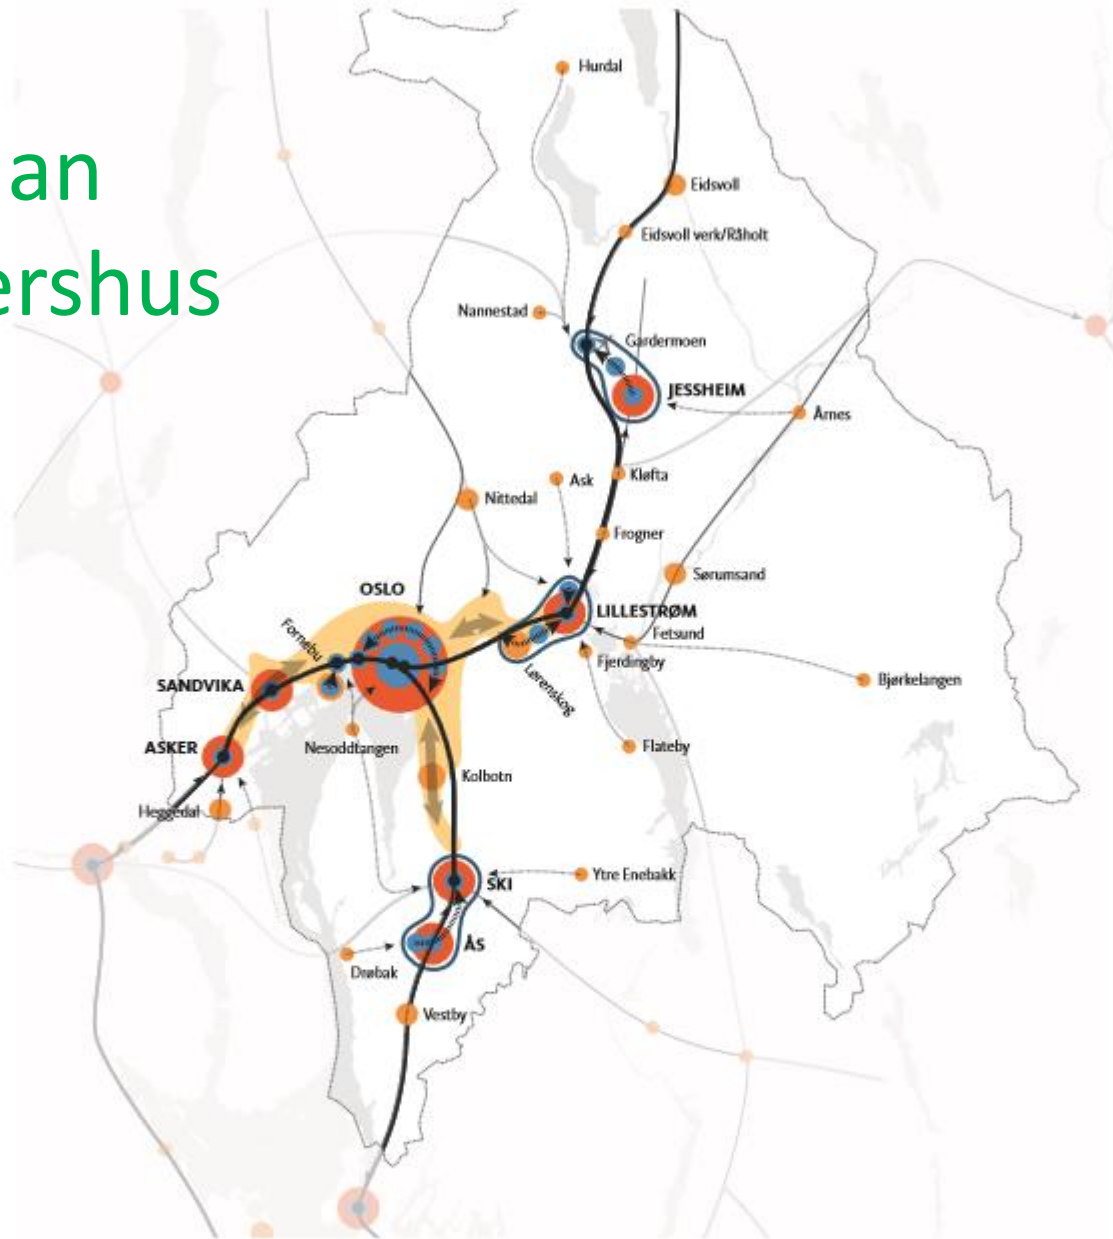 an
ershus
Hurdal
Eidsvoll
Eidsvoll verk/Råholt
Nannestad
Gardermoen
JESSHEIM
Årnes
Ask
Kløfta
Nittedal
Frogner
Sørumsand
OSLO
LILLESTRØM
Fetsund
Fornebu
Fjerdingby
Lørenskog
Bjørkelangen
SANDVIKA
ASKER
Nesoddtangen
Flateby
Kolbotn
Heggedal
Ytre Enebakk
SKI
ÅS
Drøbak
Vestby